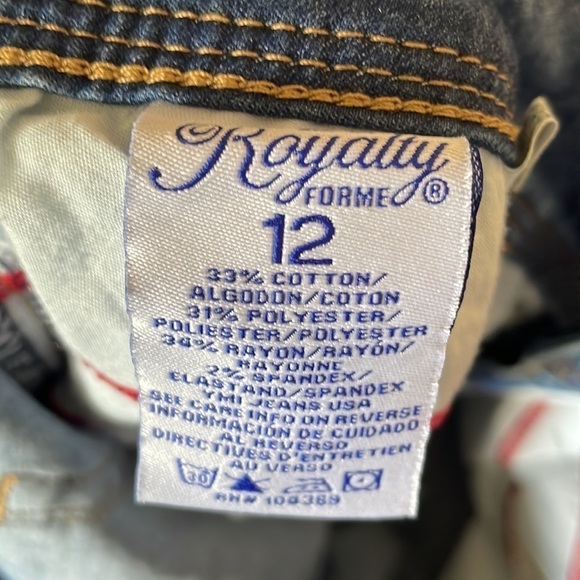 Royalty
FORME®
12
33% COTTON/
ALGODON/COTON
31% POLYESTER/
POLIESTER/POLYESTER
34% RAYON/RAYÓN/
RAYONNE
2% SPANDEX/
ELASTAND/SPANDEX
YMI JEANS USA
SEE CARE INFO ON REVERSE
INFORMACIÓN DE CUIDADO
AL REVERSO
DIRECTIVES D'ENTRETIEN
AU VERSO
30
RN# 104389